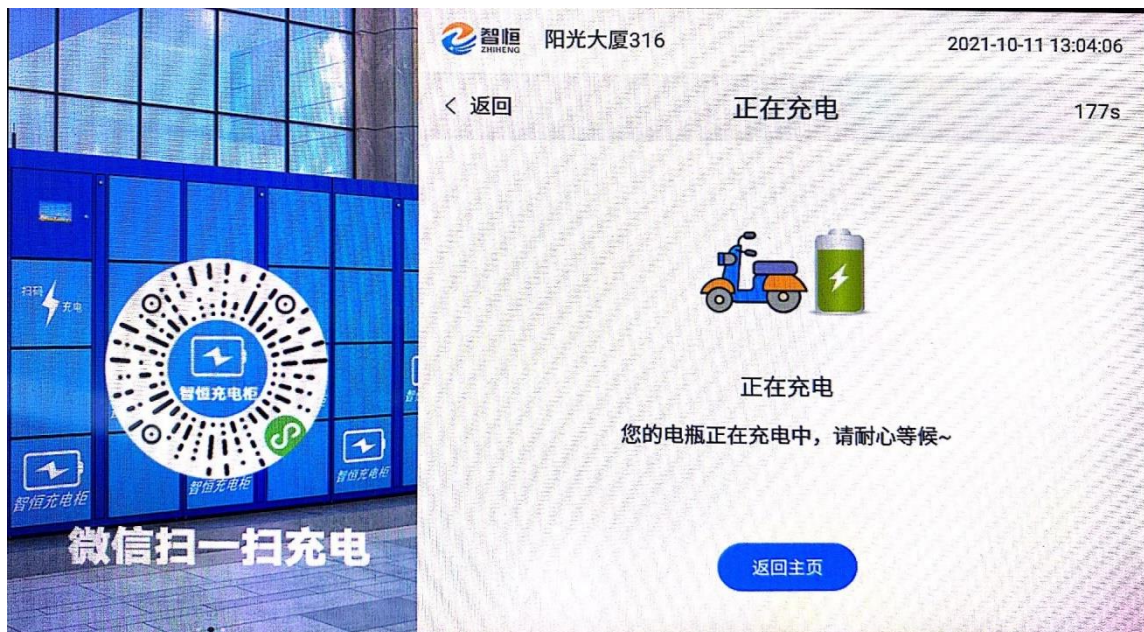 扫码
充电
智恒充电柜
智恒充电柜
智恒充电柜
智恒充电柜
微信扫一扫充电
智恒
ZHIHENG
阳光大厦316
2021-10-11 13:04:06
< 返回
正在充电
177s
正在充电
您的电瓶正在充电中，请耐心等候~
返回主页